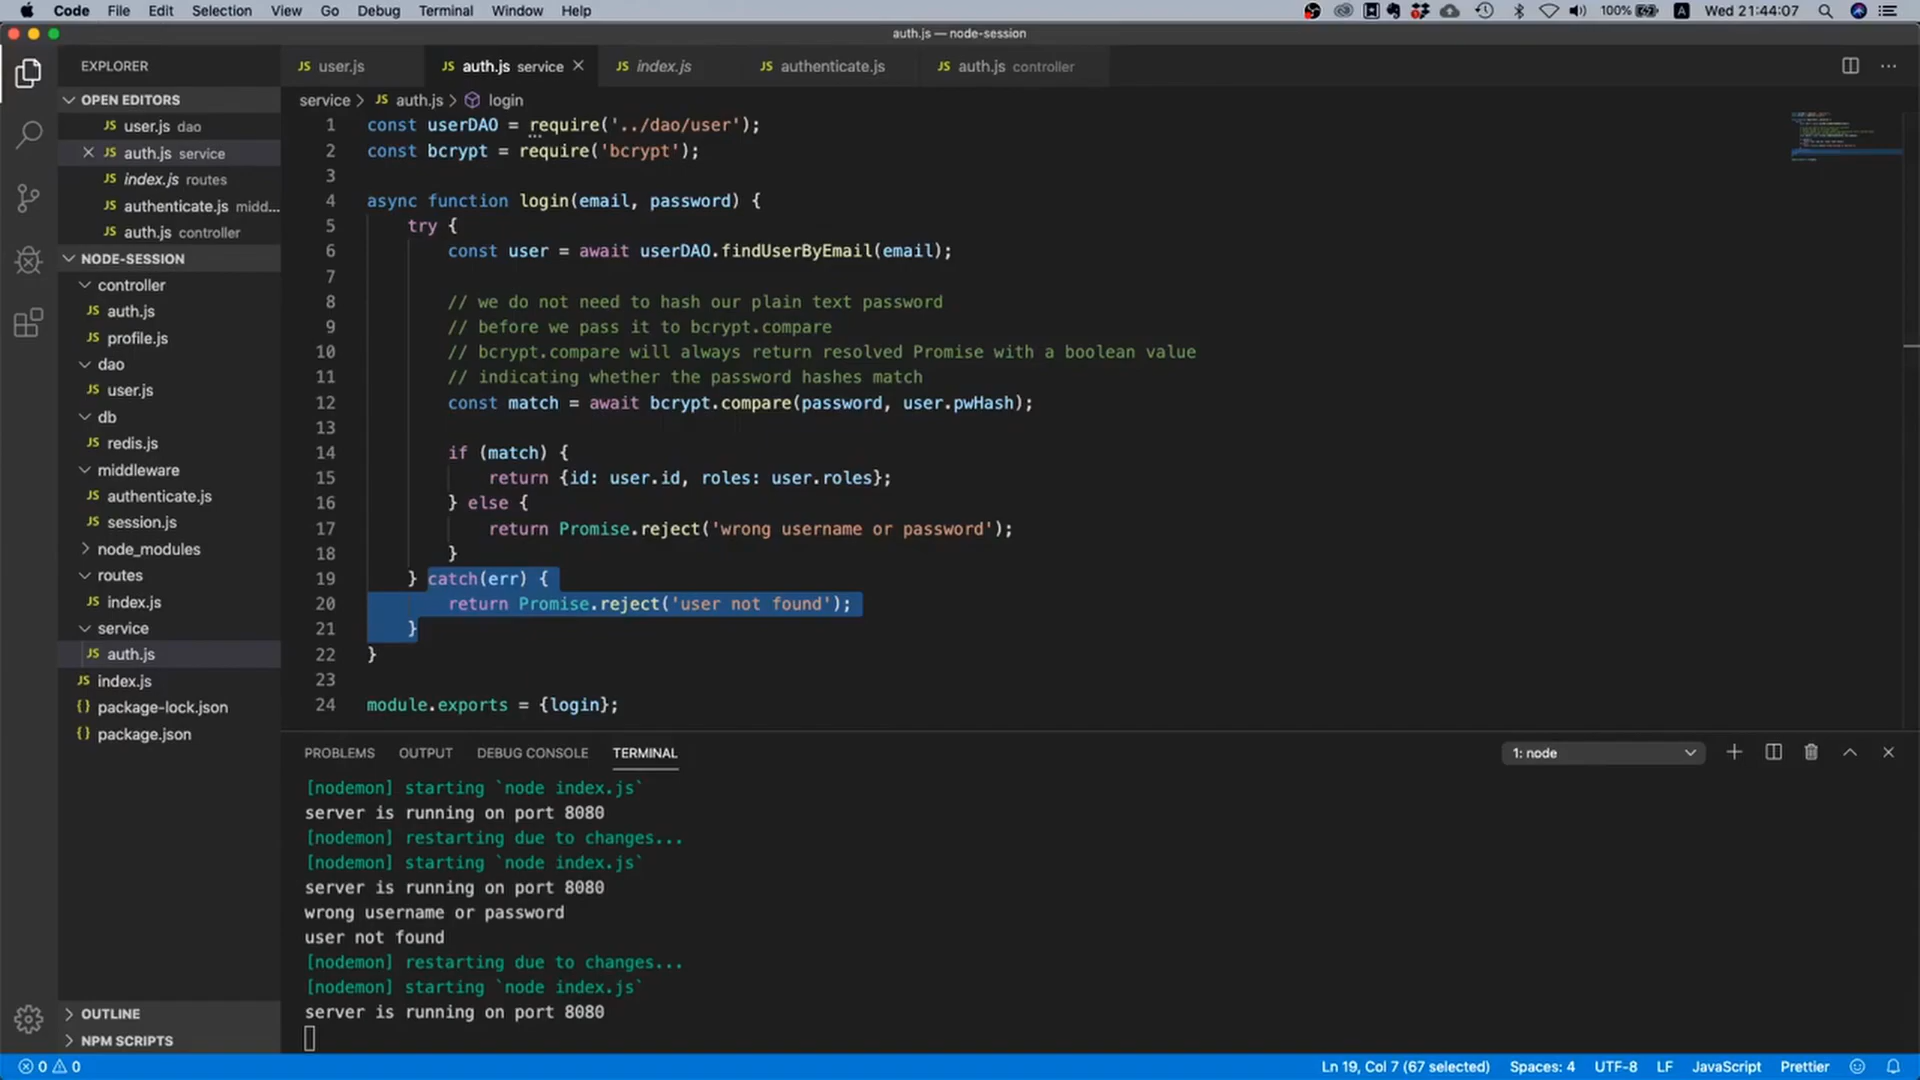 Code File Edit Selection View Go Debug Terminal Window Help
100% A Wed 21:44:07
auth.js — node-session
EXPLORER
JS user.js
JS auth.js service
JS index.js
JS authenticate.js
JS auth.js controller
OPEN EDITORS
JS user.js dao
JS auth.js service
JS index.js routes
JS authenticate.js midd...
JS auth.js controller
NODE-SESSION
controller
JS auth.js
JS profile.js
dao
JS user.js
db
JS redis.js
middleware
JS authenticate.js
JS session.js
node_modules
routes
JS index.js
service
JS auth.js
JS index.js
{} package-lock.json
{} package.json
OUTLINE
NPM SCRIPTS
service > JS auth.js > login
1 const userDAO = require('../dao/user');
2 const bcrypt = require('bcrypt');
3
4 async function login(email, password) {
5 try {
6 const user = await userDAO.findUserByEmail(email);
7
8 // we do not need to hash our plain text password
9 // before we pass it to bcrypt.compare
10 // bcrypt.compare will always return resolved Promise with a boolean value
11 // indicating whether the password hashes match
12 const match = await bcrypt.compare(password, user.pwHash);
13
14 if (match) {
15 return {id: user.id, roles: user.roles};
16 } else {
17 return Promise.reject('wrong username or password');
18 }
19 } catch(err) {
20 return Promise.reject('user not found');
21 }
22 }
23
24 module.exports = {login};
PROBLEMS OUTPUT DEBUG CONSOLE TERMINAL
1: node
[nodemon] starting `node index.js`
server is running on port 8080
[nodemon] restarting due to changes...
[nodemon] starting `node index.js`
server is running on port 8080
wrong username or password
user not found
[nodemon] restarting due to changes...
[nodemon] starting `node index.js`
server is running on port 8080
0 0
Ln 19, Col 7 (67 selected) Spaces: 4 UTF-8 LF JavaScript Prettier